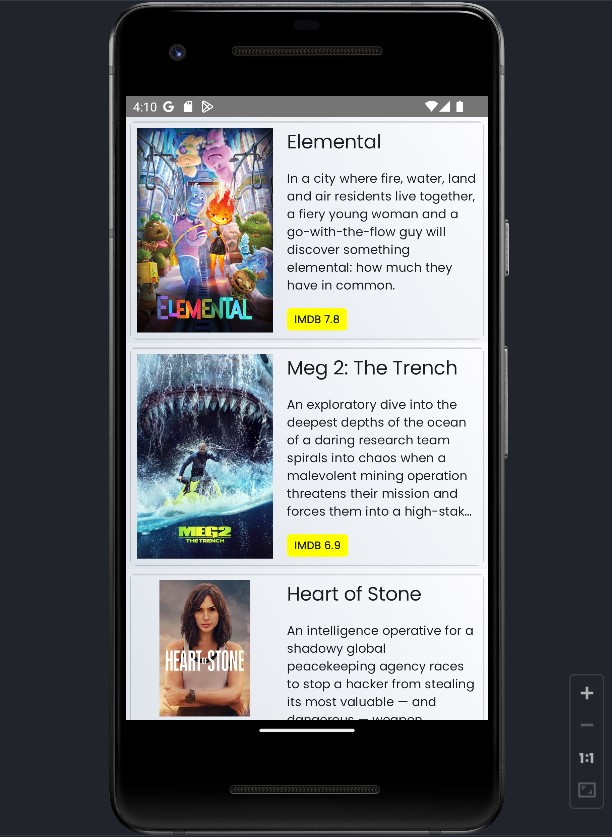 4:10
Elemental
In a city where fire, water, land
and air residents live together,
a fiery young woman and a
go-with-the-flow guy will
discover something
elemental: how much they
have in common.
ELEMENTAL
IMDB 7.8
Meg 2: The Trench
An exploratory dive into the
deepest depths of the ocean
of a daring research team
spirals into chaos when a
malevolent mining operation
threatens their mission and
forces them into a high-stak...
MEG2
THE TRENCH
IMDB 6.9
Heart of Stone
An intelligence operative for a
shadowy global
peacekeeping agency races
to stop a hacker from stealing
its most valuable — and
dangerous — weapon
HEART OF STONE
1:1